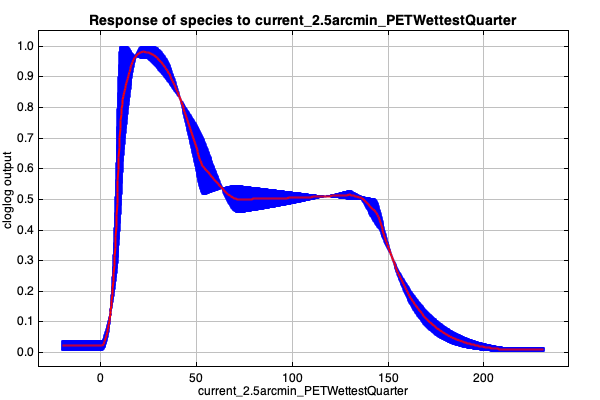 Response of species to current_2.5arcmin_PETWettestQuarter
1.0
0.9
0.8
0.7
0.6
0.5
0.4
0.3
0.2
0.1
0.0
cloglog output
0 50 100 150 200
current_2.5arcmin_PETWettestQuarter